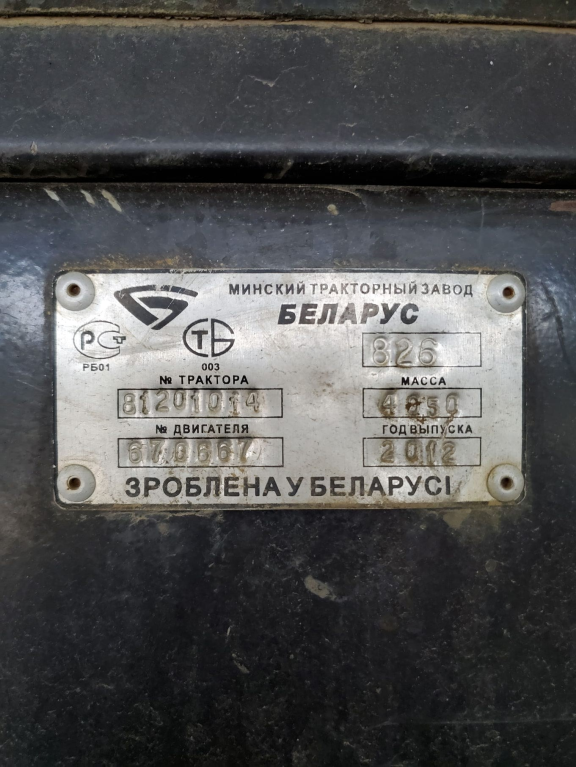 МИНСКИЙ ТРАКТОРНЫЙ ЗАВОД
БЕЛАРУС
РБ01
СТБ
003
826
№ ТРАКТОРА
МАССА
81201014
№ ДВИГАТЕЛЯ
ГОД ВЫПУСКА
670667
2012
ЗРОБЛЕНА У БЕЛАРУСІ